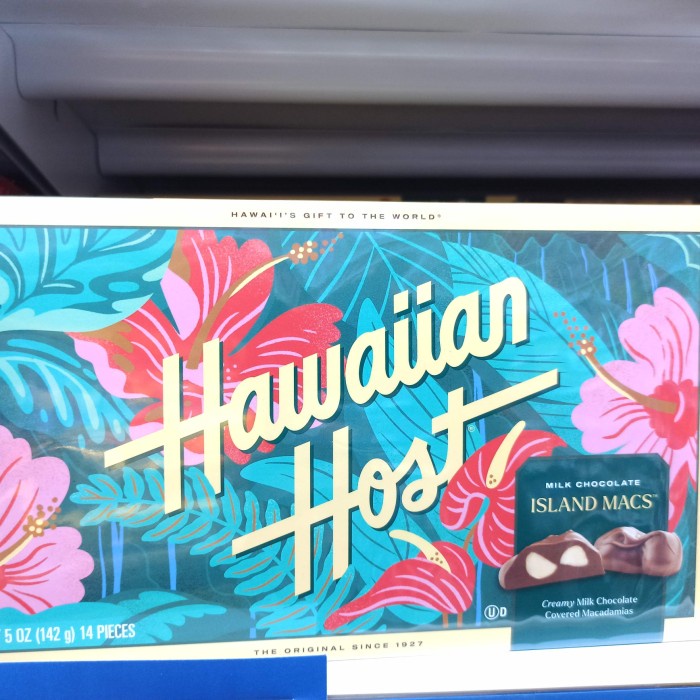 HAWAI'I'S GIFT TO THE WORLD®
Hawaiian
Host®
MILK CHOCOLATE
ISLAND MACS™
Creamy Milk Chocolate
Covered Macadamias
UD
5 OZ (142 g) 14 PIECES
THE ORIGINAL SINCE 1927